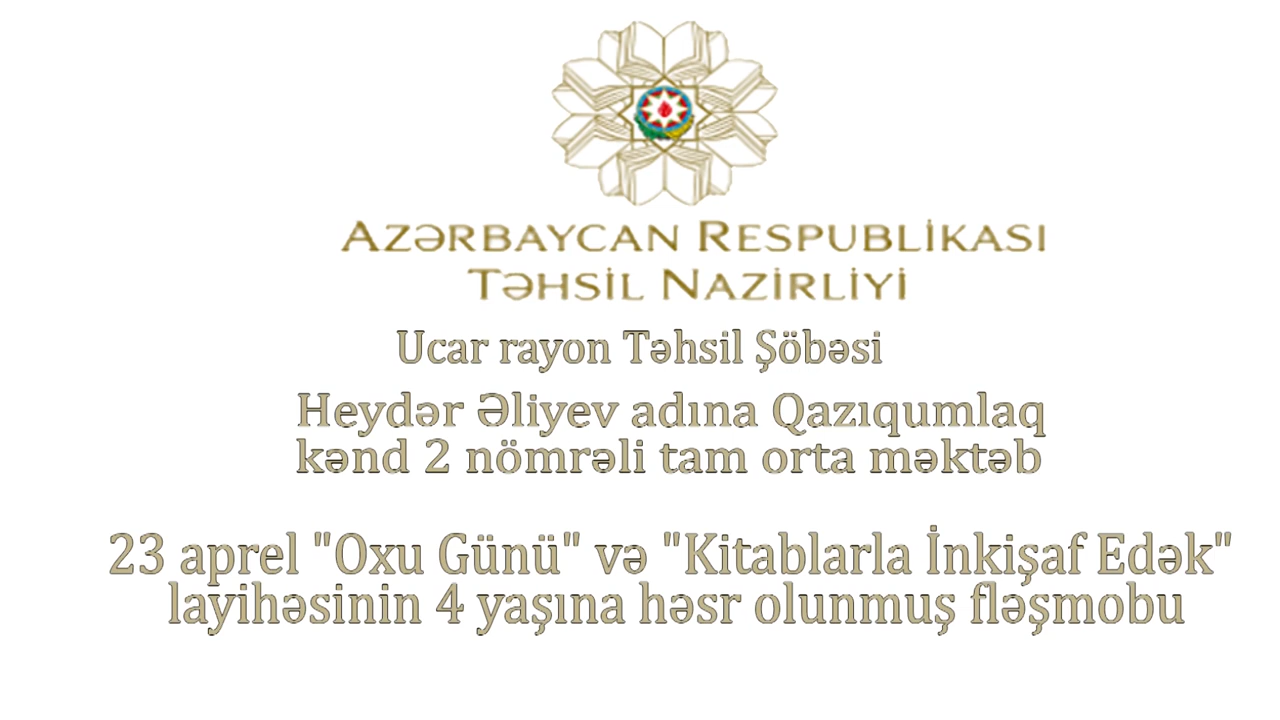 AZƏRBAYCAN RESPUBLİKASI
TƏHSİL NAZİRLİYİ
Ucar rayon Təhsil Şöbəsi
Heydər Əliyev adına Qazıqumlaq
kənd 2 nömrəli tam orta məktəb
23 aprel "Oxu Günü" və "Kitablarla İnkişaf Edək"
layihəsinin 4 yaşına həsr olunmuş fləşmobu